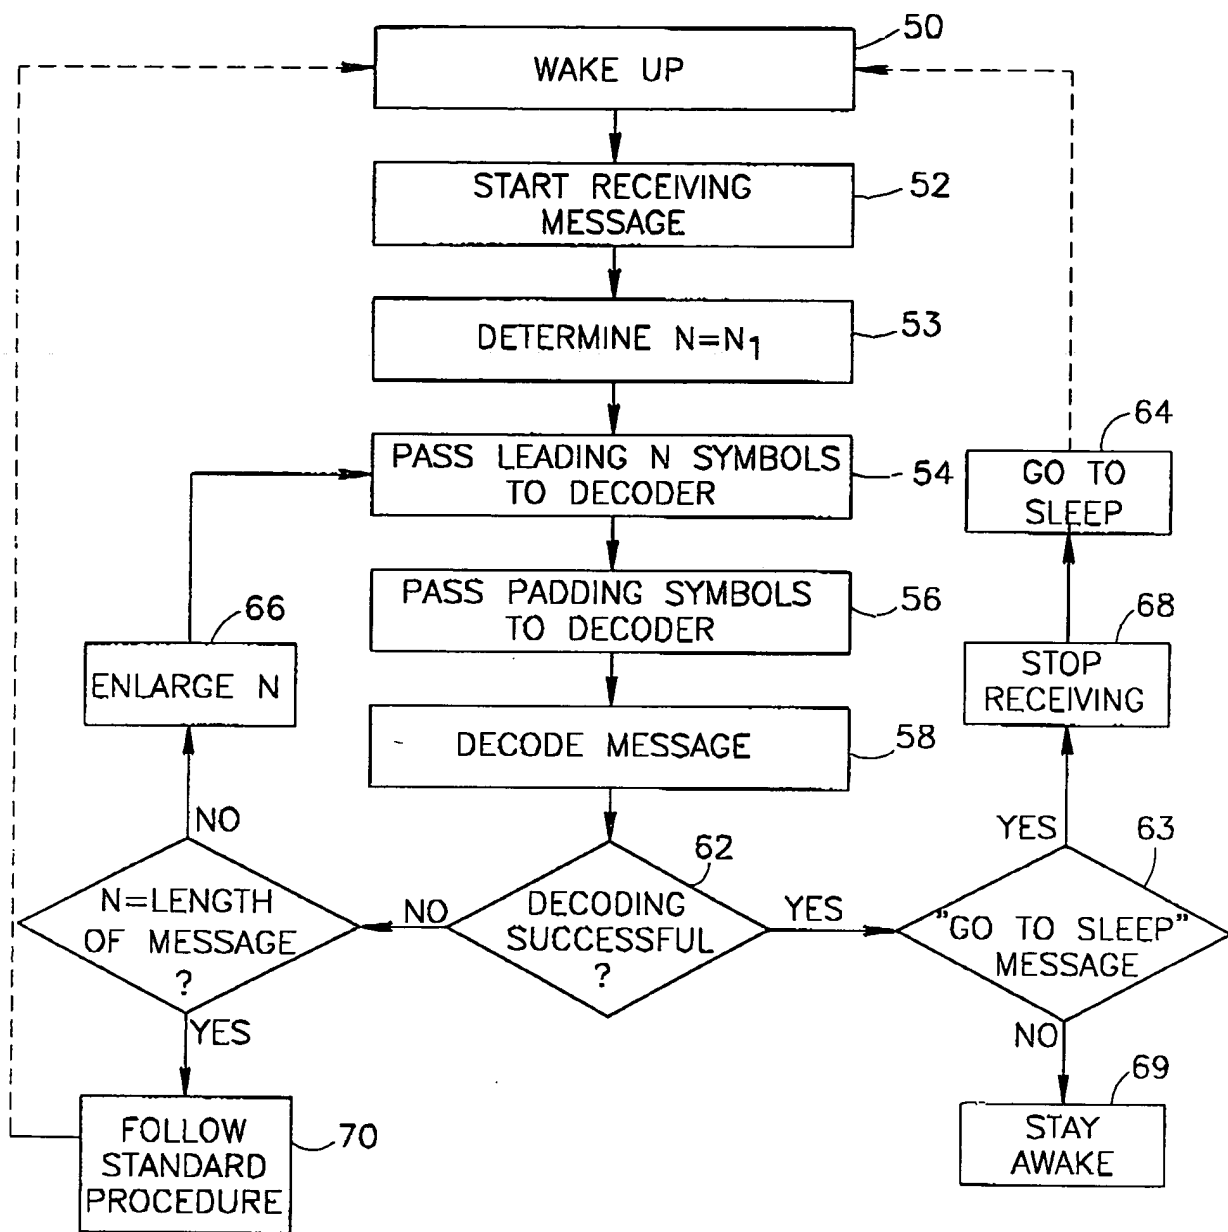 50
WAKE UP
START RECEIVING
MESSAGE
52
DETERMINE N=N1
53
PASS LEADING N SYMBOLS
TO DECODER
54
64
GO TO
SLEEP
PASS PADDING SYMBOLS
TO DECODER
56
66
ENLARGE N
68
STOP
RECEIVING
DECODE MESSAGE
58
NO
YES
62
63
N=LENGTH
OF MESSAGE
?
NO
DECODING
SUCCESSFUL
?
YES
"GO TO SLEEP"
MESSAGE
YES
NO
FOLLOW
STANDARD
PROCEDURE
70
69
STAY
AWAKE